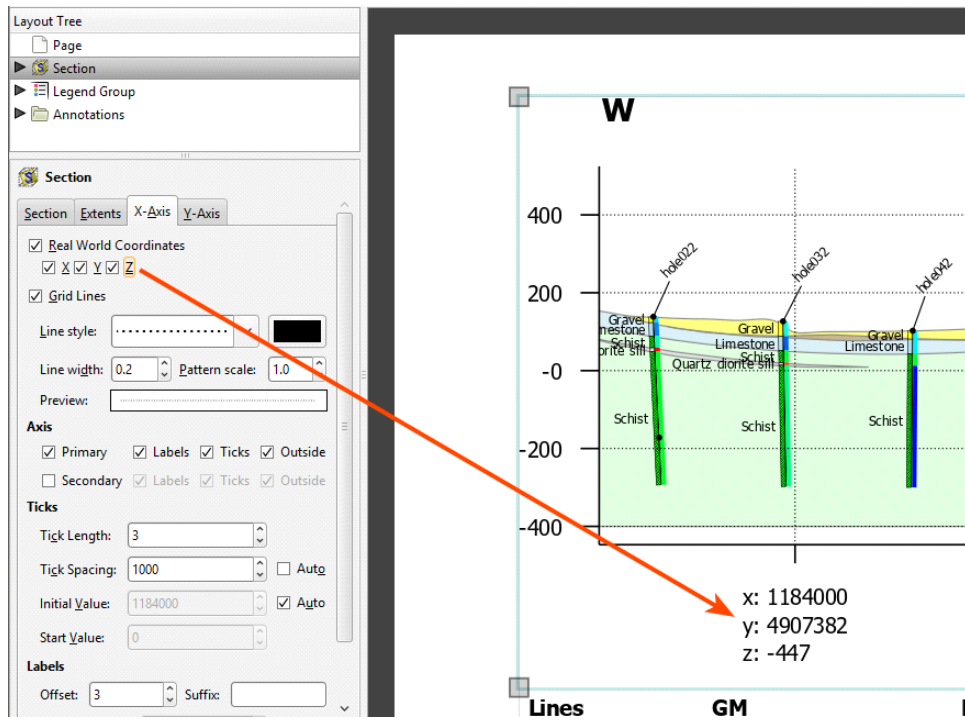 Layout Tree
Page
Section
Legend Group
Annotations
Section
Section Extents X-Axis Y-Axis
Real World Coordinates
X Y Z
Grid Lines
Line style:
Line width: 0.2 Pattern scale: 1.0
Preview:
Axis
Primary Labels Ticks Outside
Secondary Labels Ticks Outside
Ticks
Tick Length: 3
Tick Spacing: 1000 Auto
Initial Value: 1184000 Auto
Start Value: 0
Labels
Offset: 3 Suffix:
W
400
200
-0
-200
-400
hole022
hole032
hole042
Gravel
mestone
Schist
orite sill
Schist
Gravel
Limestone
Schist
Quartz diorite sill
Schist
Gravel
Limestone
Schist
x: 1184000
y: 4907382
z: -447
Lines GM